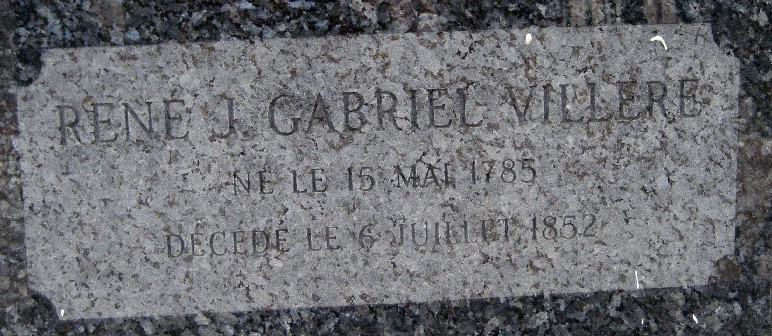 RENÉ J. GABRIEL VILLERE
NÉ LE 15 MAI 1785
DÉCÉDÉ LE 6 JUILLET 1852